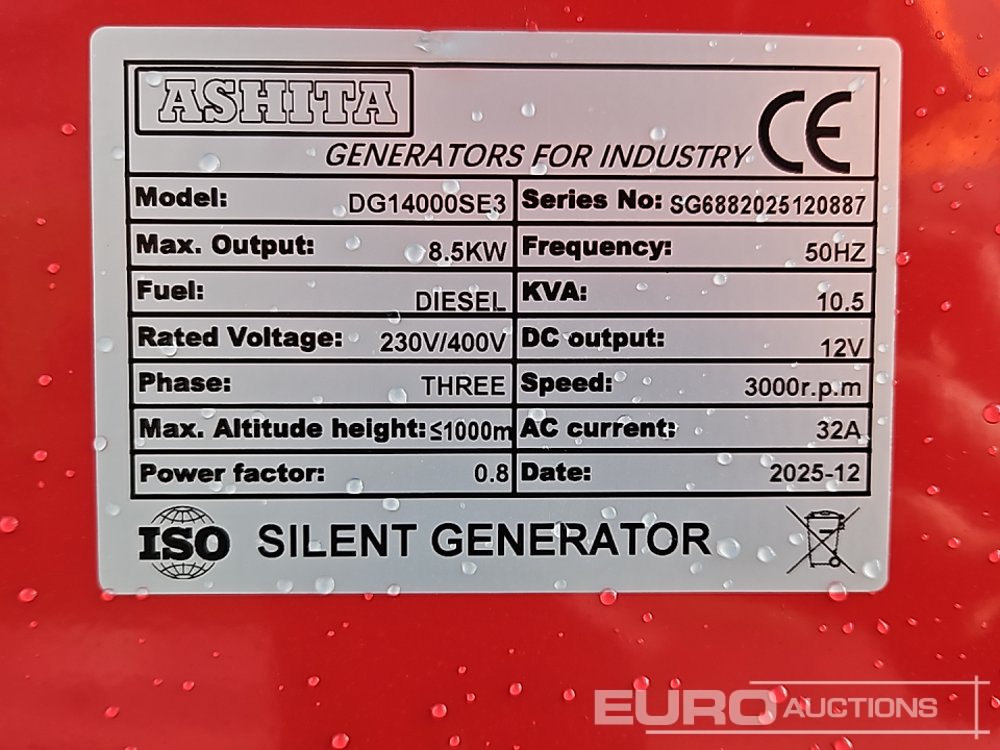 ASHITA
GENERATORS FOR INDUSTRY CE
Model: DG14000SE3 Series No: SG6882025120887
Max. Output: 8.5KW Frequency: 50HZ
Fuel: DIESEL KVA: 10.5
Rated Voltage: 230V/400V DC output: 12V
Phase: THREE Speed: 3000r.p.m
Max. Altitude height: ≤1000m AC current: 32A
Power factor: 0.8 Date: 2025-12
ISO SILENT GENERATOR
EURO AUCTIONS